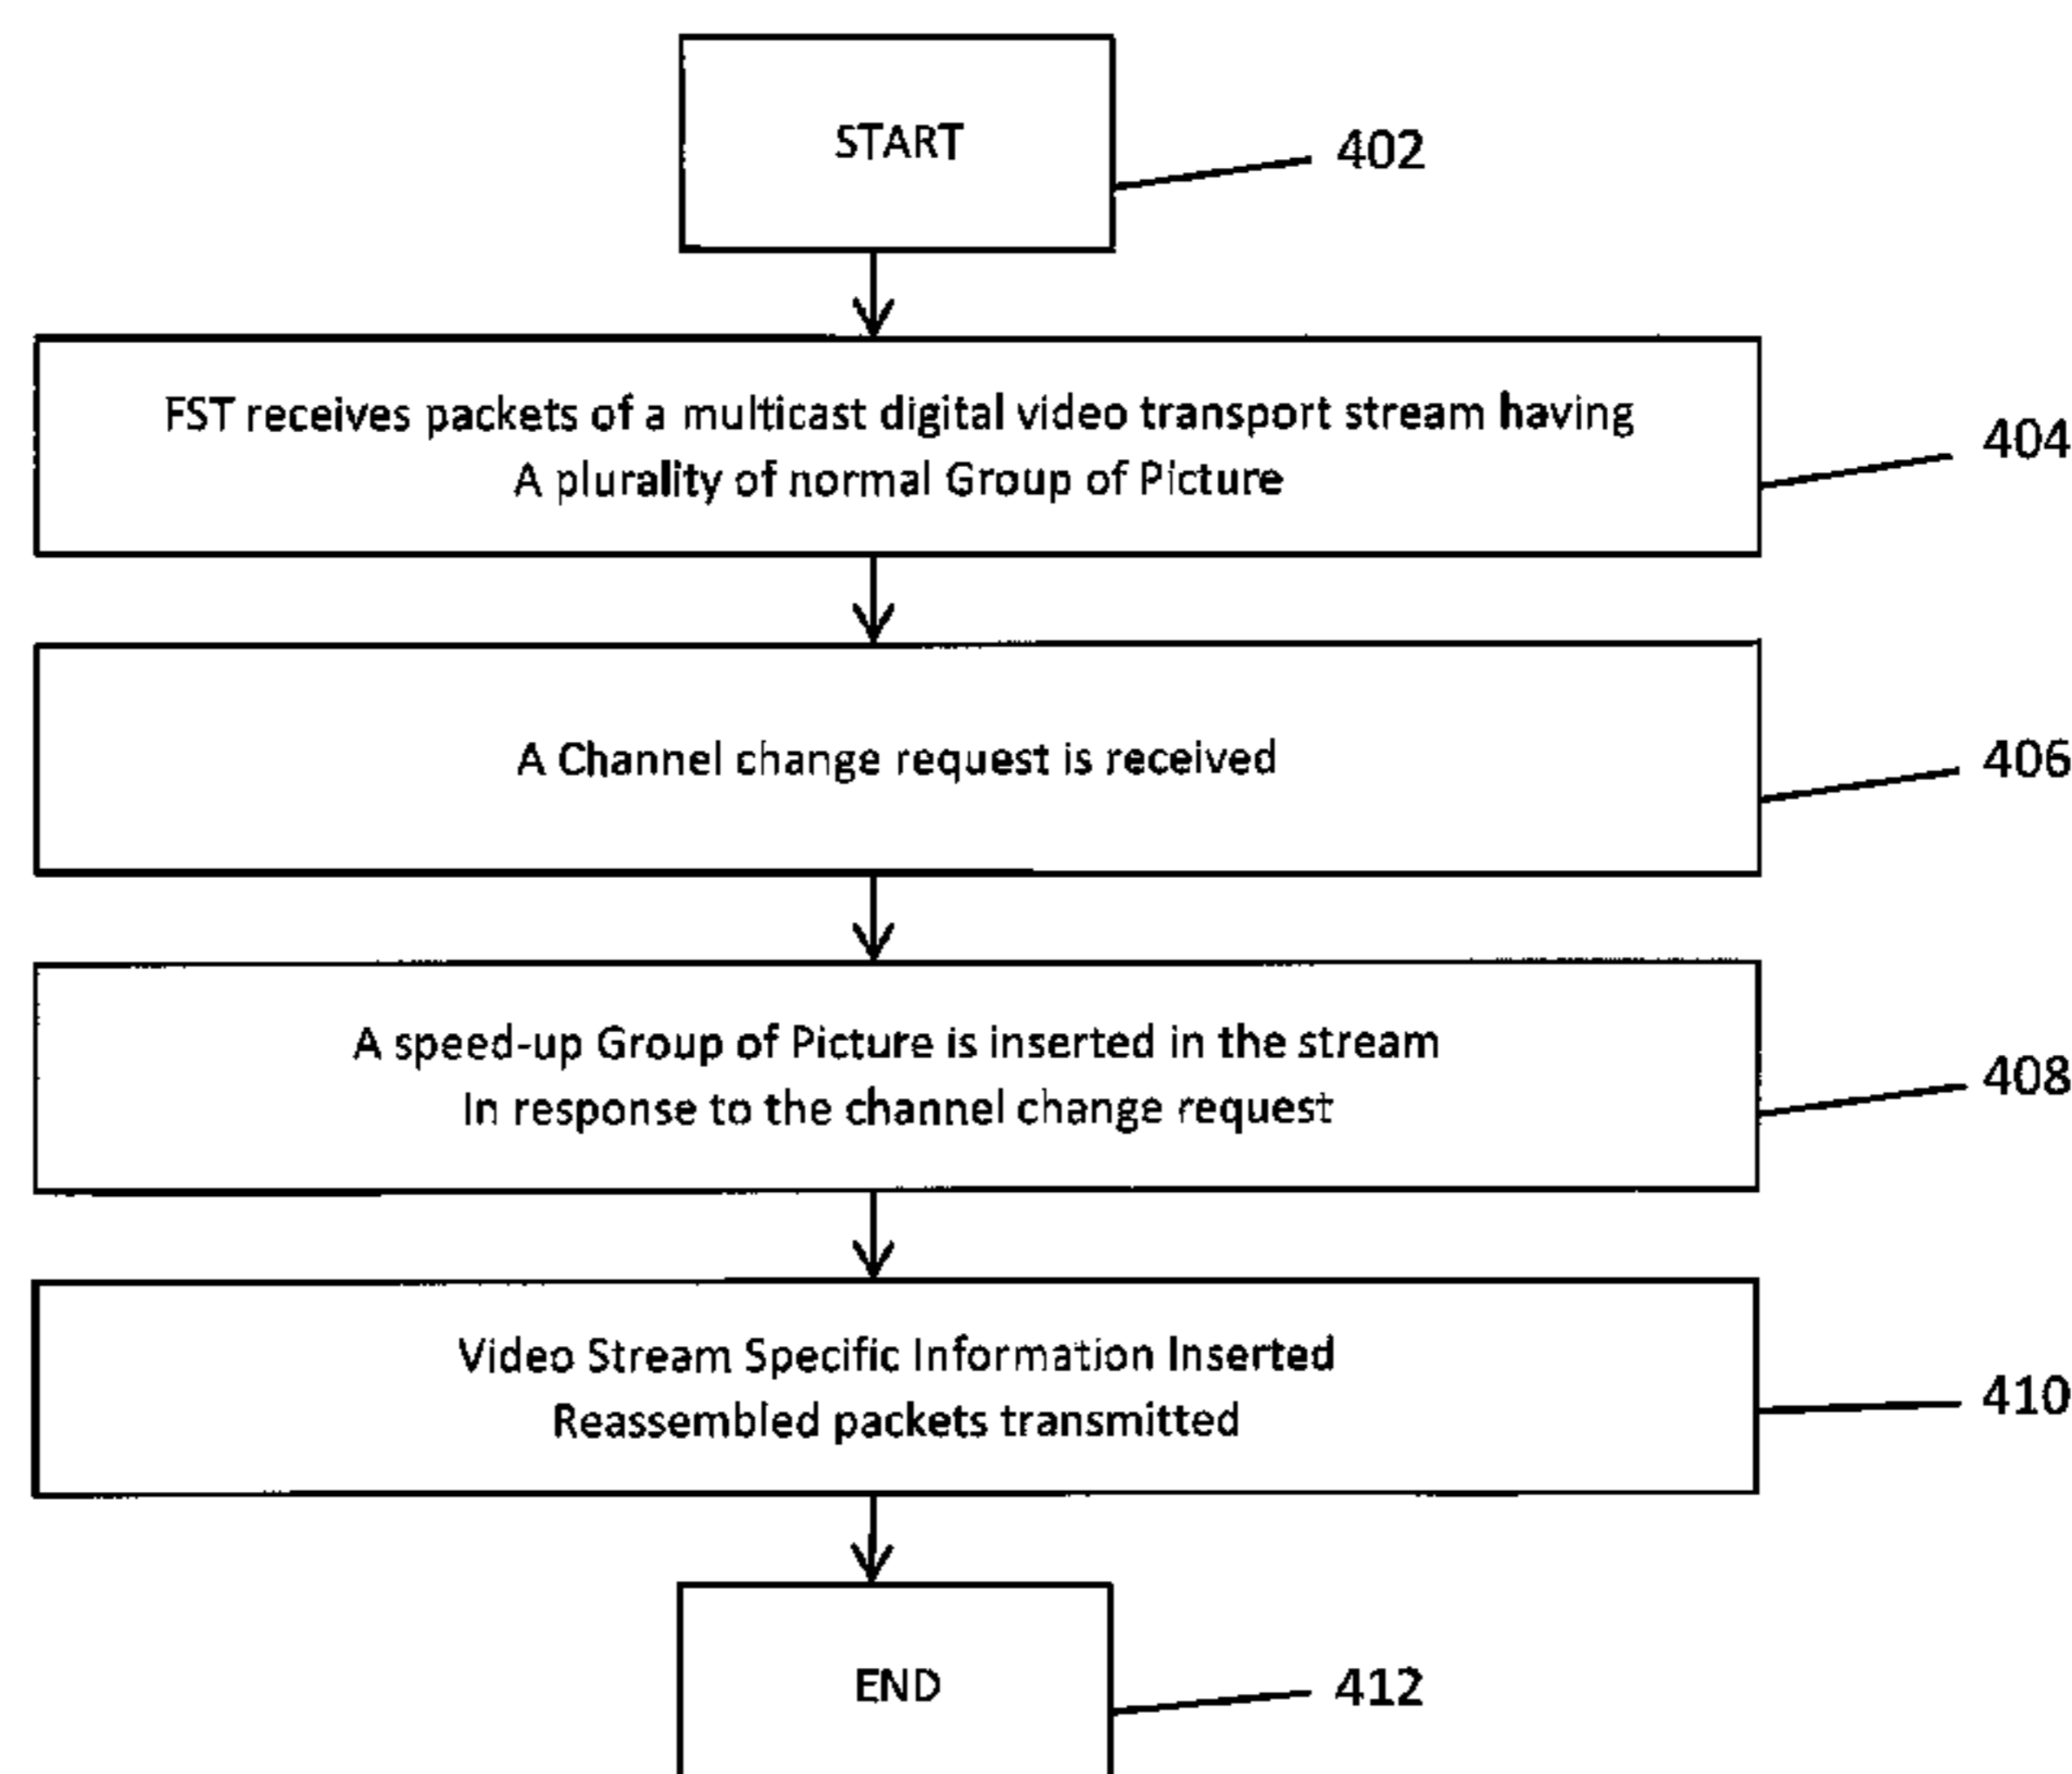 START
402
FST receives packets of a multicast digital video transport stream having
A plurality of normal Group of Picture
404
A Channel change request is received
406
A speed-up Group of Picture is inserted in the stream
In response to the channel change request
408
Video Stream Specific Information Inserted
Reassembled packets transmitted
410
END
412